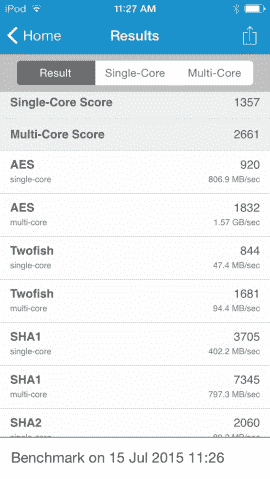 iPod 11:27 AM
Home Results
Result Single-Core Multi-Core
Single-Core Score 1357
Multi-Core Score 2661
AES 920
single-core 806.9 MB/sec
AES 1832
multi-core 1.57 GB/sec
Twofish 844
single-core 47.4 MB/sec
Twofish 1681
multi-core 94.4 MB/sec
SHA1 3705
single-core 402.2 MB/sec
SHA1 7345
multi-core 797.3 MB/sec
SHA2 2060
Benchmark on 15 Jul 2015 11:26